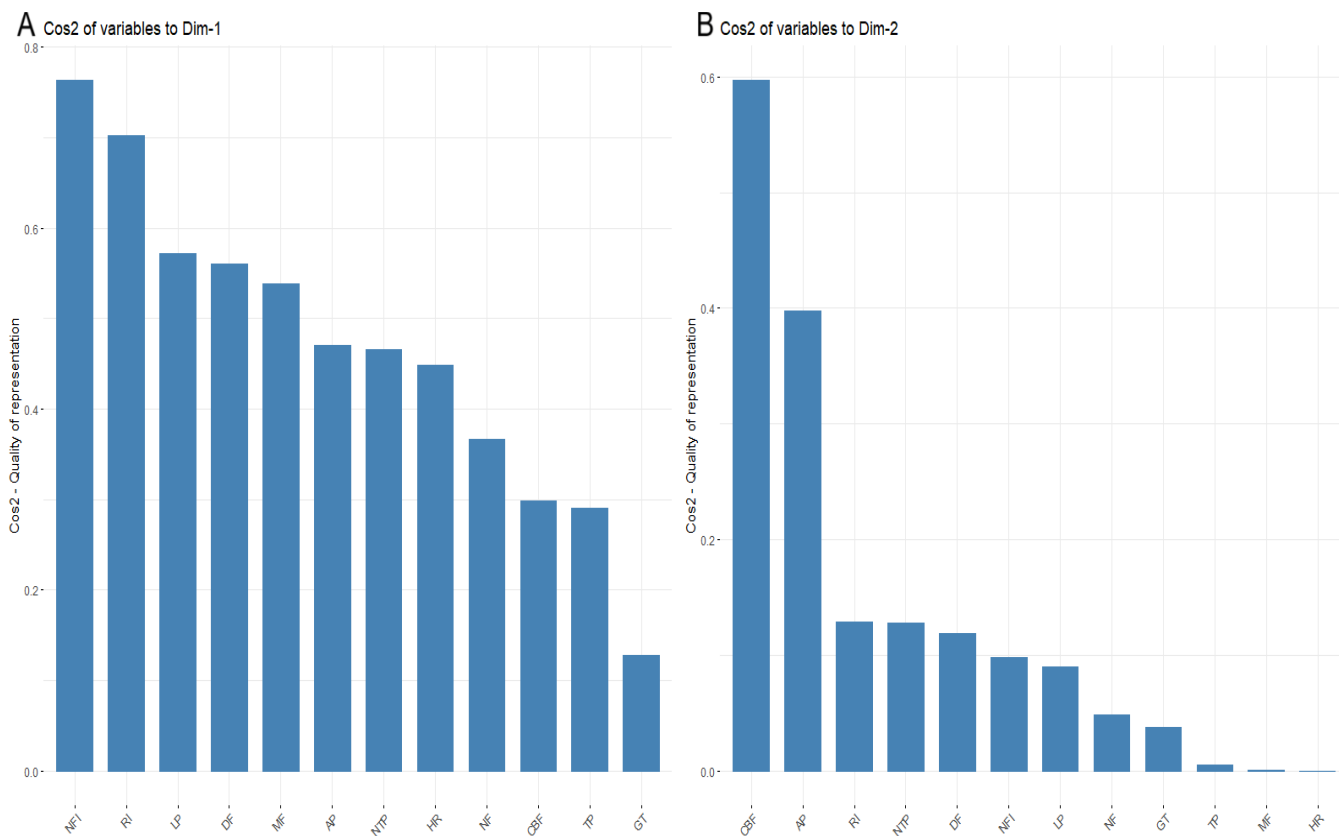 A Cos2 of variables to Dim-1
Cos2 - Quality of representation
0.8
0.6
0.4
0.2
0.0
NFI RI LP DF MF AP NTP HR NF CBF TP GT
B Cos2 of variables to Dim-2
Cos2 - Quality of representation
0.6
0.4
0.2
0.0
CBF AP RI NTP DF NFI LP NF GT TP MF HR